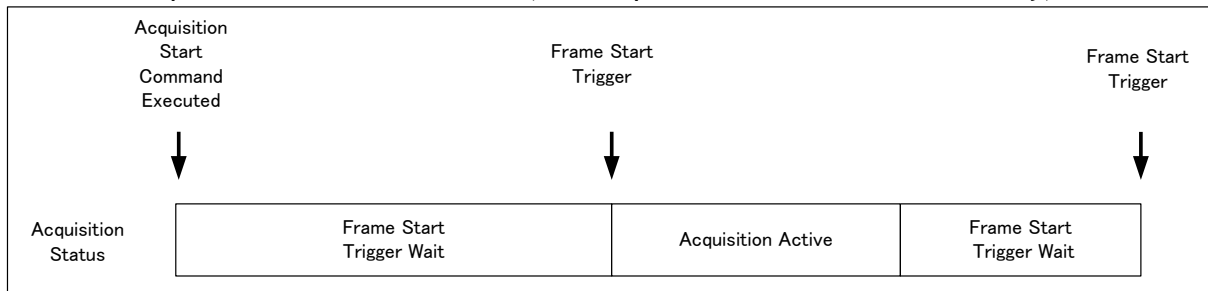 Acquisition
Start
Command
Executed
Frame Start
Trigger
Frame Start
Trigger
Acquisition
Status
Frame Start
Trigger Wait
Acquisition Active
Frame Start
Trigger Wait